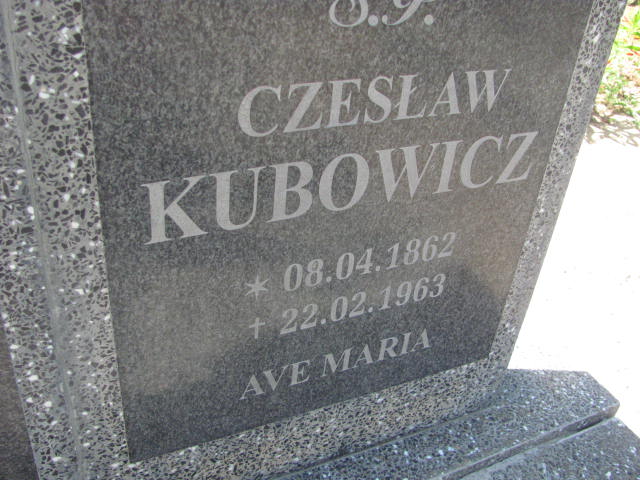 Ś.P.
CZESŁAW
KUBOWICZ
✶ 08.04.1862
† 22.02.1963
AVE MARIA